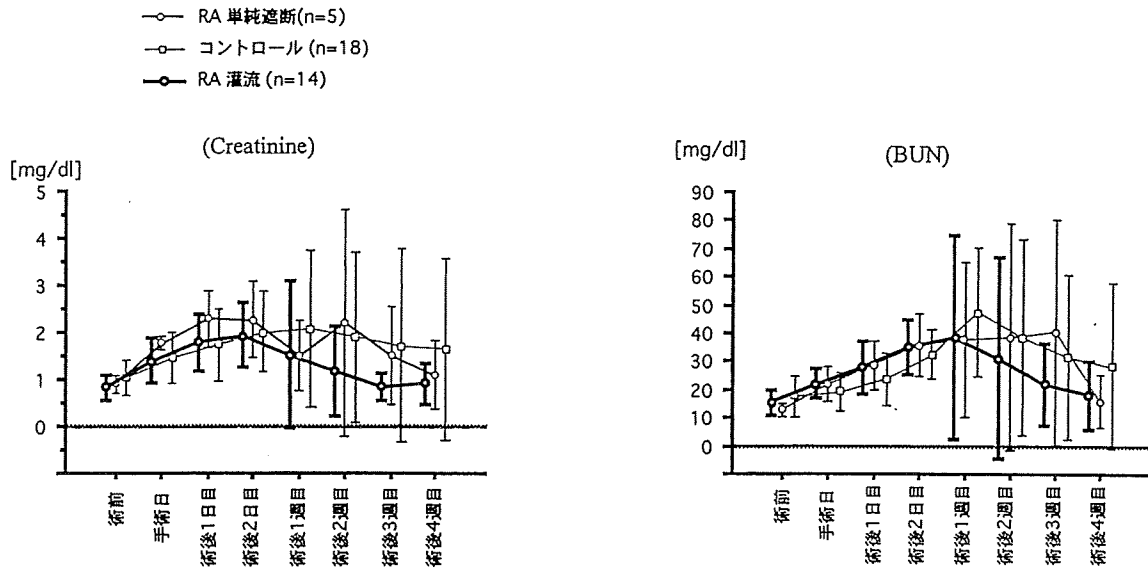 RA 単純遮断(n=5)
コントロール (n=18)
RA 灌流 (n=14)
(Creatinine)
[mg/dl]
5
4
3
2
1
0
術前
手術日
術後1日目
術後2日目
術後1週目
術後2週目
術後3週目
術後4週目
(BUN)
[mg/dl]
90
80
70
60
50
40
30
20
10
0
術前
手術日
術後1日目
術後2日目
術後1週目
術後2週目
術後3週目
術後4週目